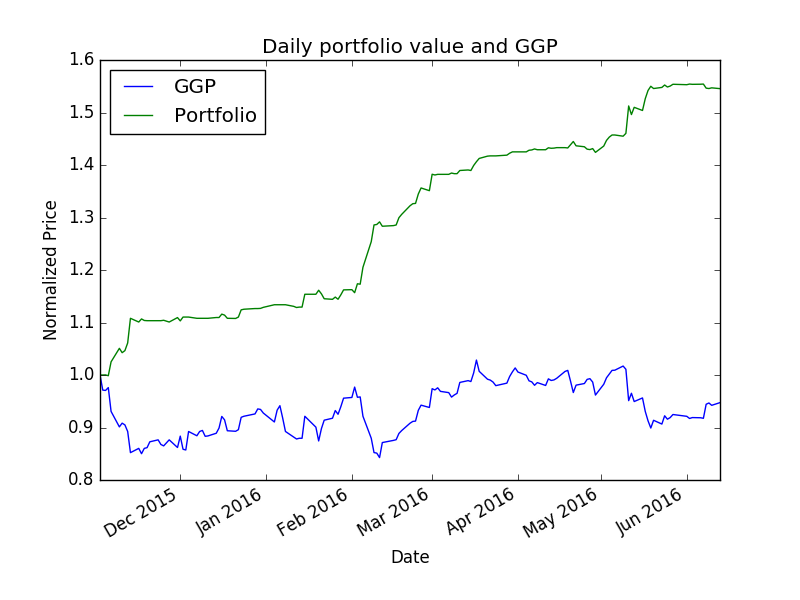 Daily portfolio value and GGP
GGP
Portfolio
Normalized Price
1.6
1.5
1.4
1.3
1.2
1.1
1.0
0.9
0.8
Dec 2015
Jan 2016
Feb 2016
Mar 2016
Apr 2016
May 2016
Jun 2016
Date